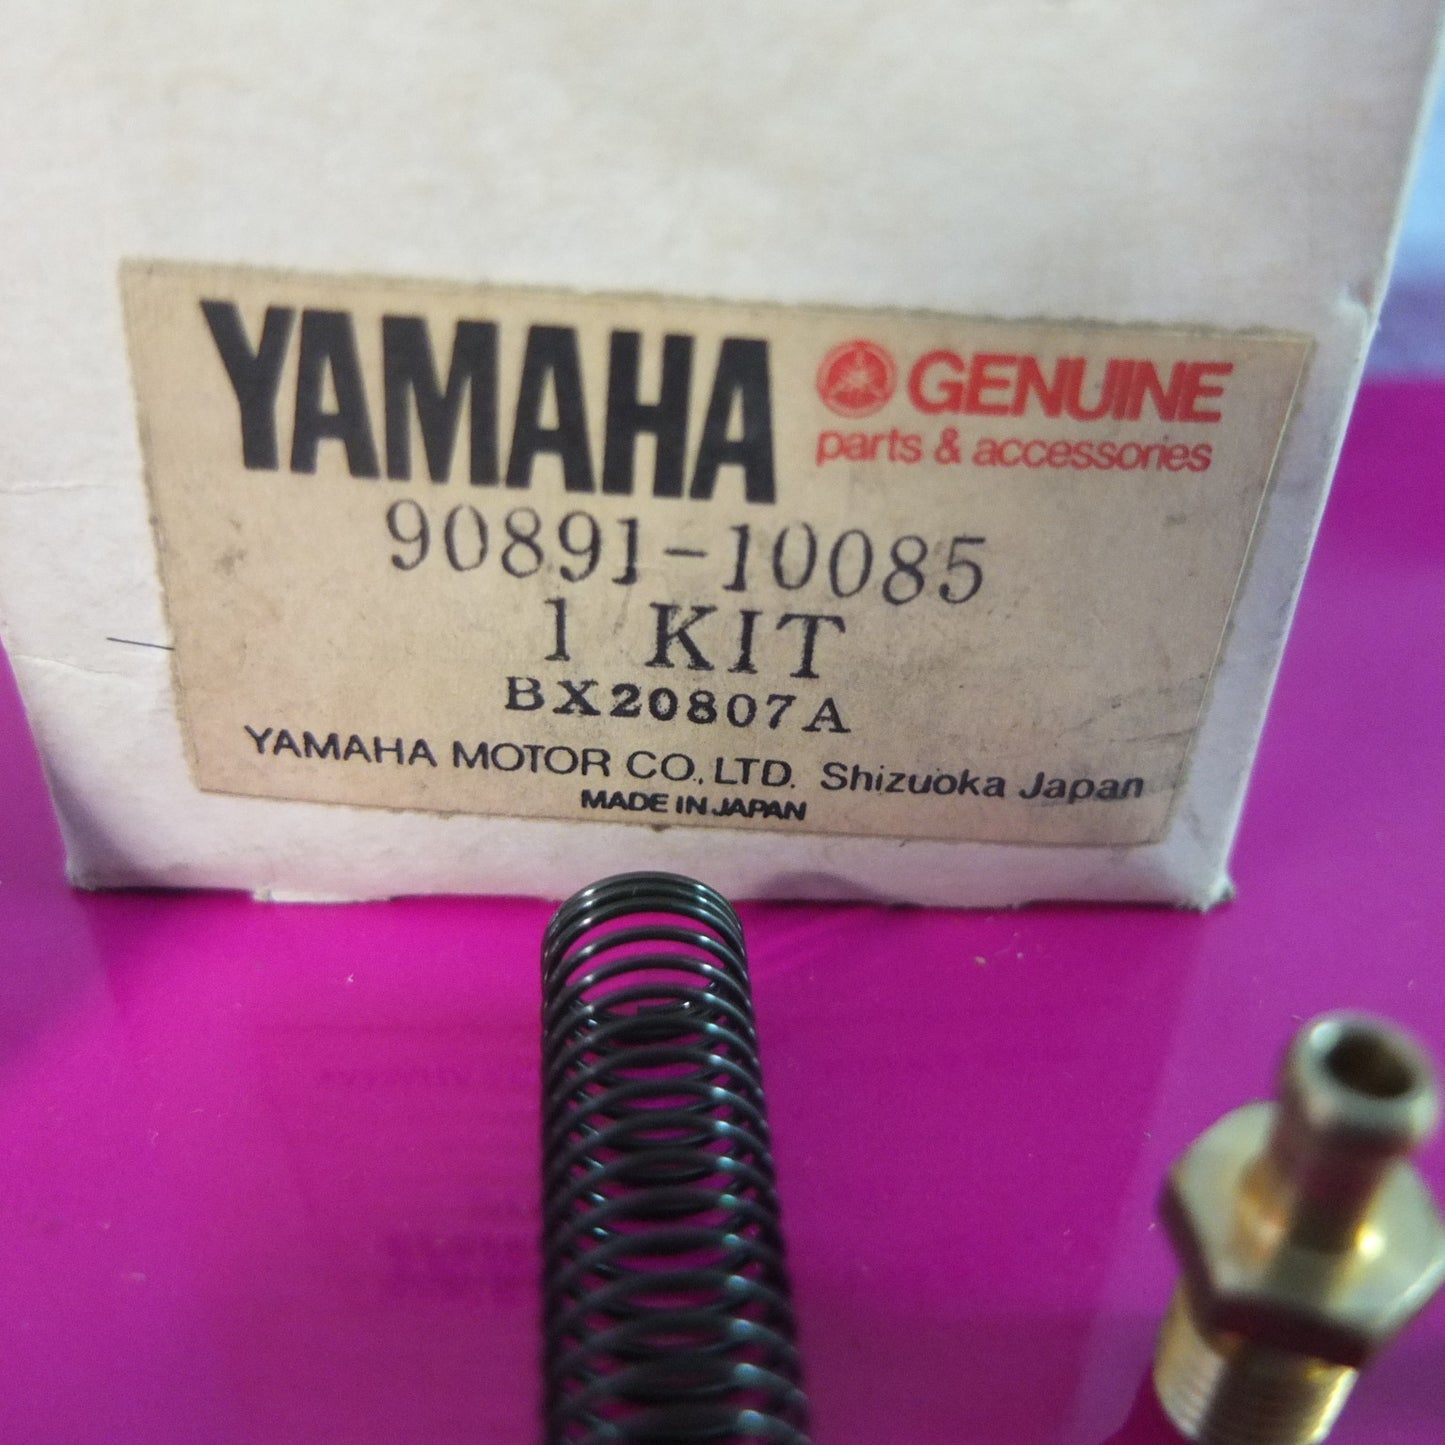 YAMAHA GENUINE
parts & accessories
90891-10085
1 KIT
BX20807A
YAMAHA MOTOR CO., LTD. Shizuoka Japan
MADE IN JAPAN